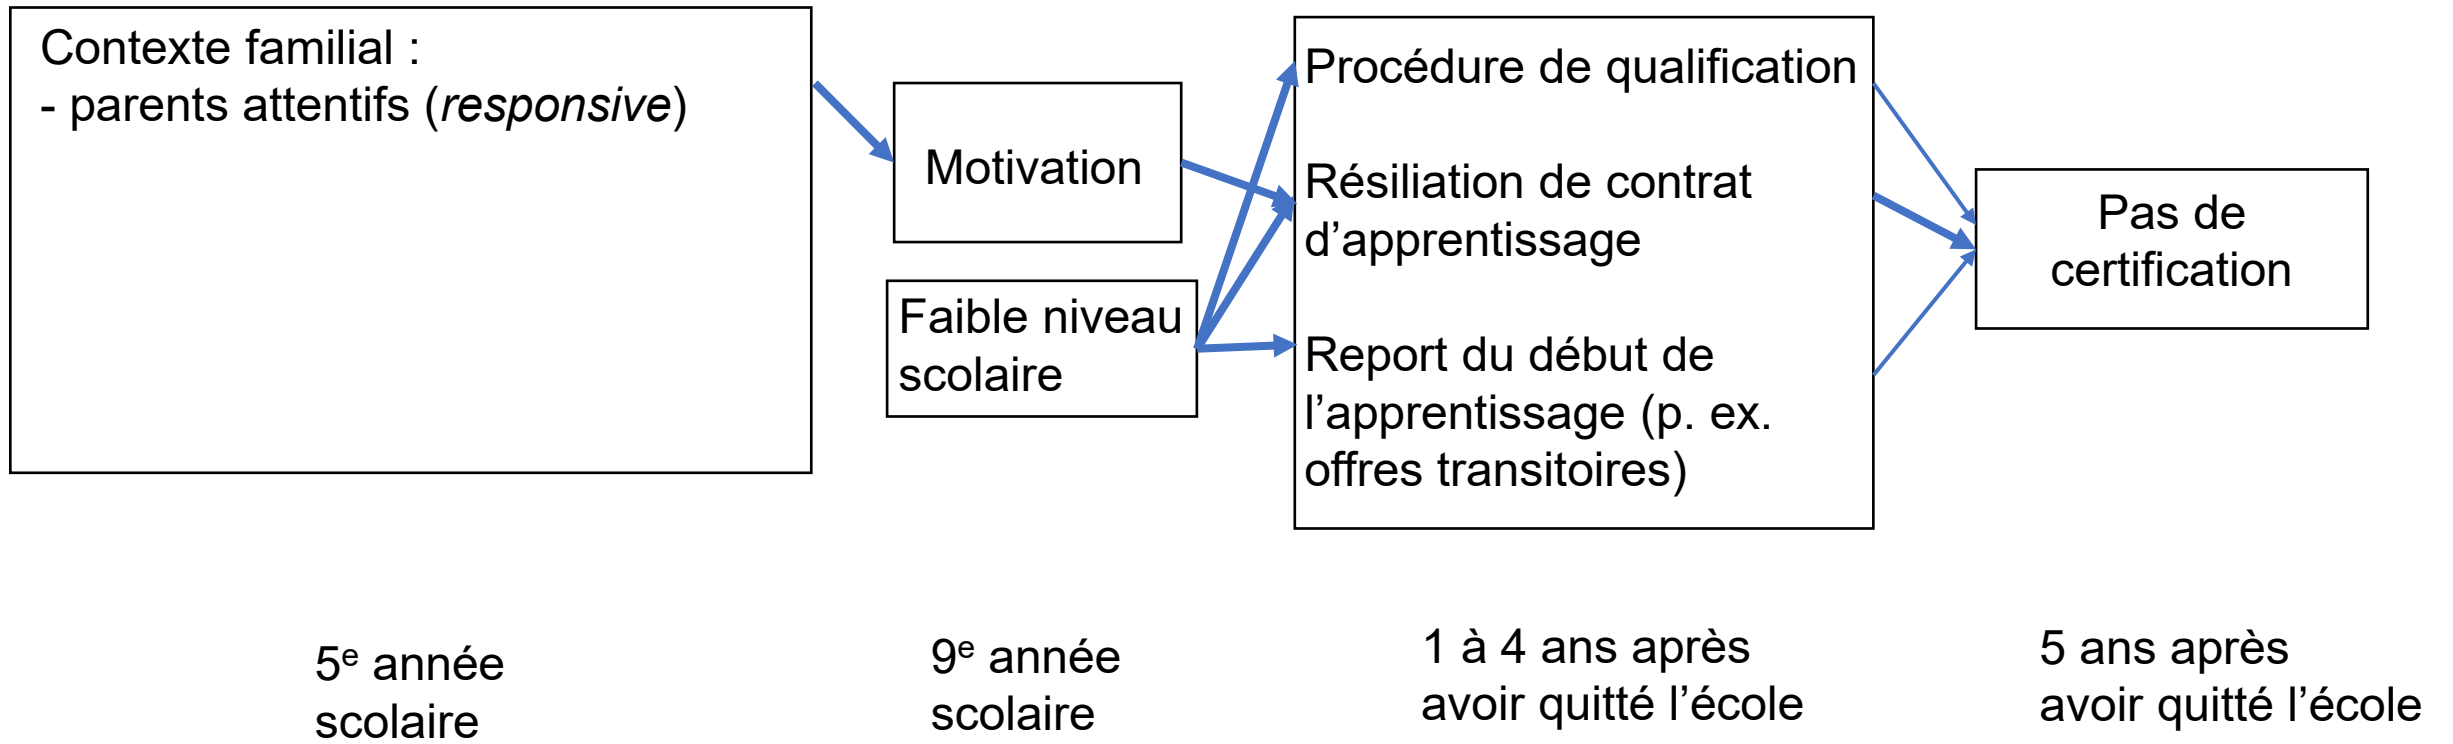 Contexte familial :
- parents attentifs (responsive)
Motivation
Faible niveau
scolaire
Procédure de qualification
Résiliation de contrat
d’apprentissage
Report du début de
l’apprentissage (p. ex.
offres transitoires)
Pas de
certification
5e année
scolaire
9e année
scolaire
1 à 4 ans après
avoir quitté l’école
5 ans après
avoir quitté l’école